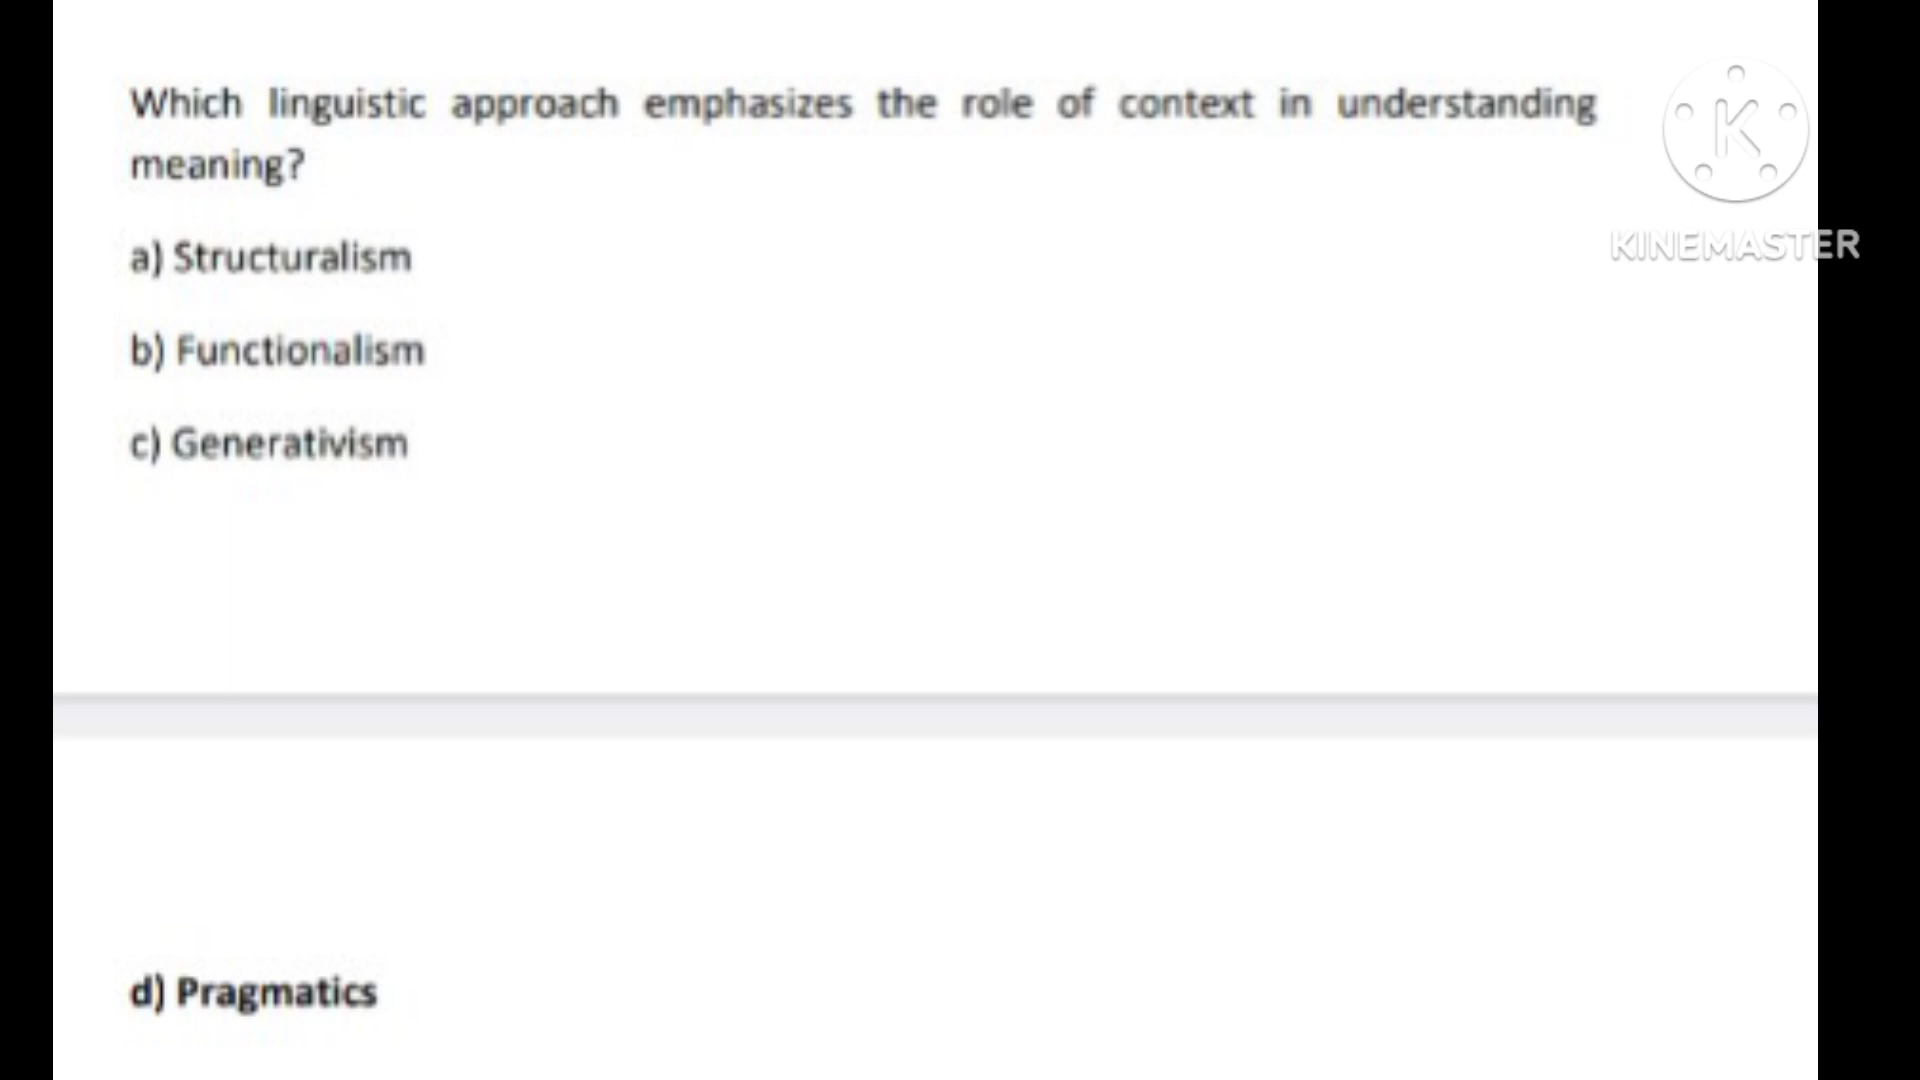 Which linguistic approach emphasizes the role of context in understanding
meaning?
a) Structuralism
b) Functionalism
c) Generativism
d) Pragmatics
K
KINEMASTER